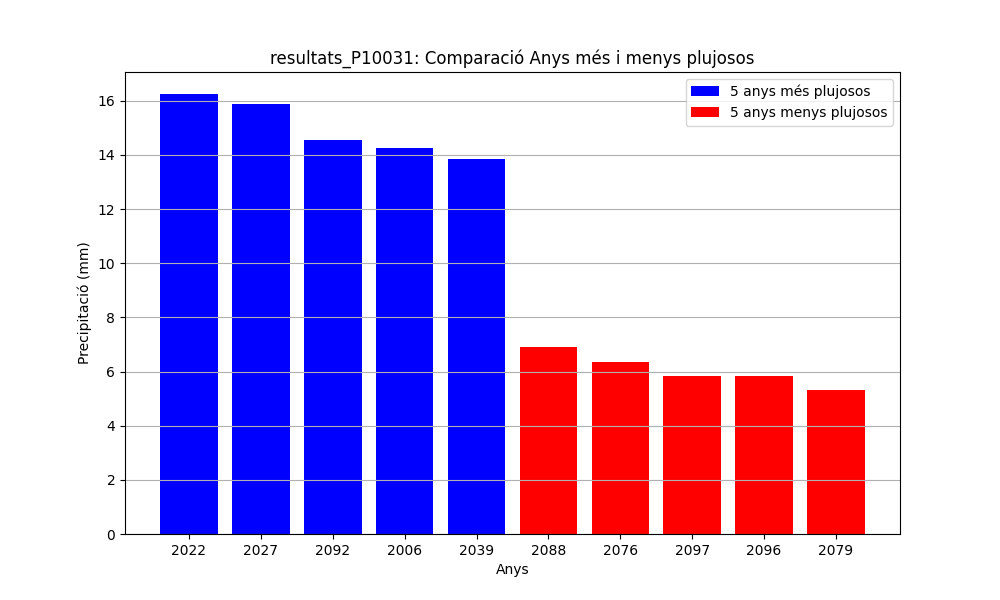 resultats_P10031: Comparació Anys més i menys plujosos
5 anys més plujosos
5 anys menys plujosos
Precipitació (mm)
16
14
12
10
8
6
4
2
0
2022 2027 2092 2006 2039 2088 2076 2097 2096 2079
Anys